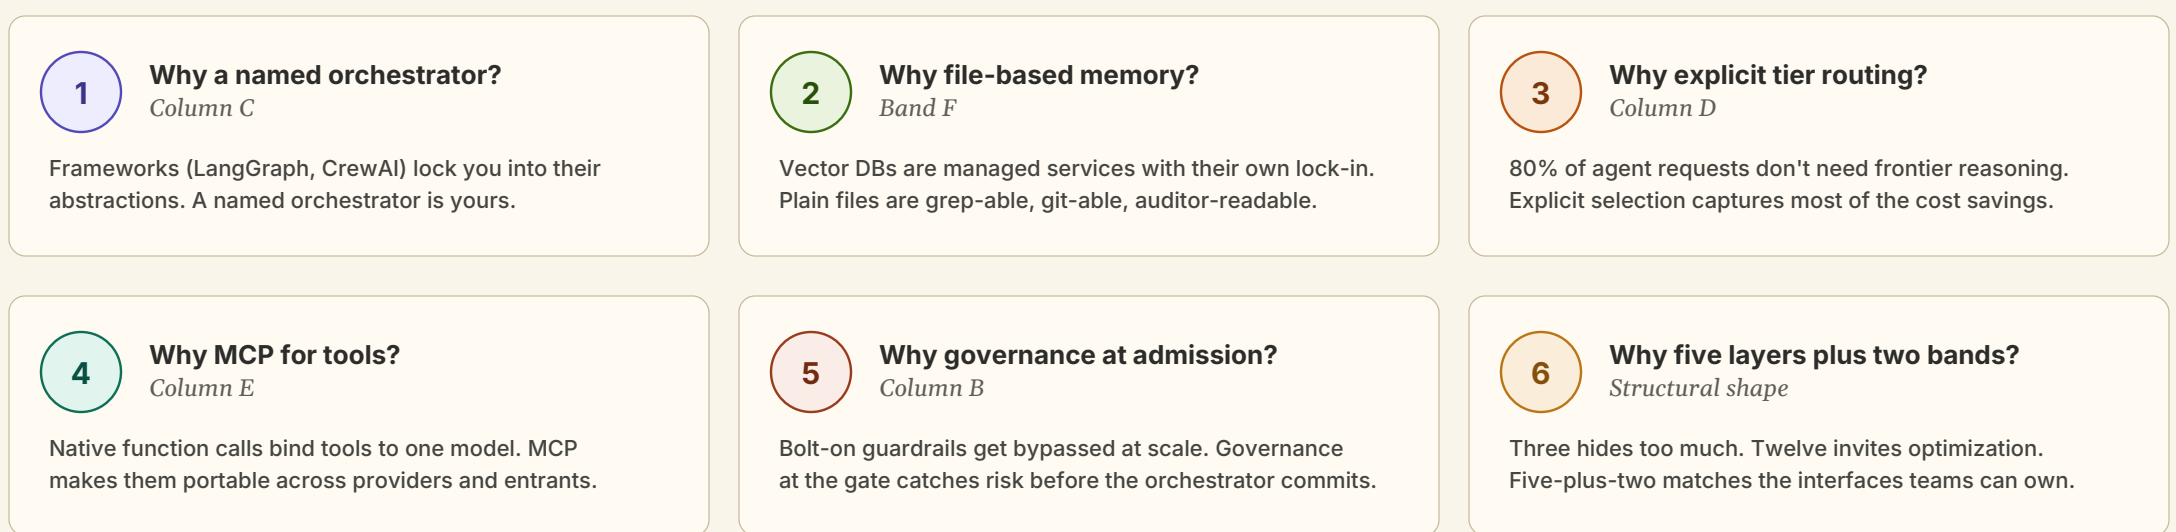 1
Why a named orchestrator?
Column C
Frameworks (LangGraph, CrewAI) lock you into their
abstractions. A named orchestrator is yours.
2
Why file-based memory?
Band F
Vector DBs are managed services with their own lock-in.
Plain files are grep-able, git-able, auditor-readable.
3
Why explicit tier routing?
Column D
80% of agent requests don't need frontier reasoning.
Explicit selection captures most of the cost savings.
4
Why MCP for tools?
Column E
Native function calls bind tools to one model. MCP
makes them portable across providers and entrants.
5
Why governance at admission?
Column B
Bolt-on guardrails get bypassed at scale. Governance
at the gate catches risk before the orchestrator commits.
6
Why five layers plus two bands?
Structural shape
Three hides too much. Twelve invites optimization.
Five-plus-two matches the interfaces teams can own.